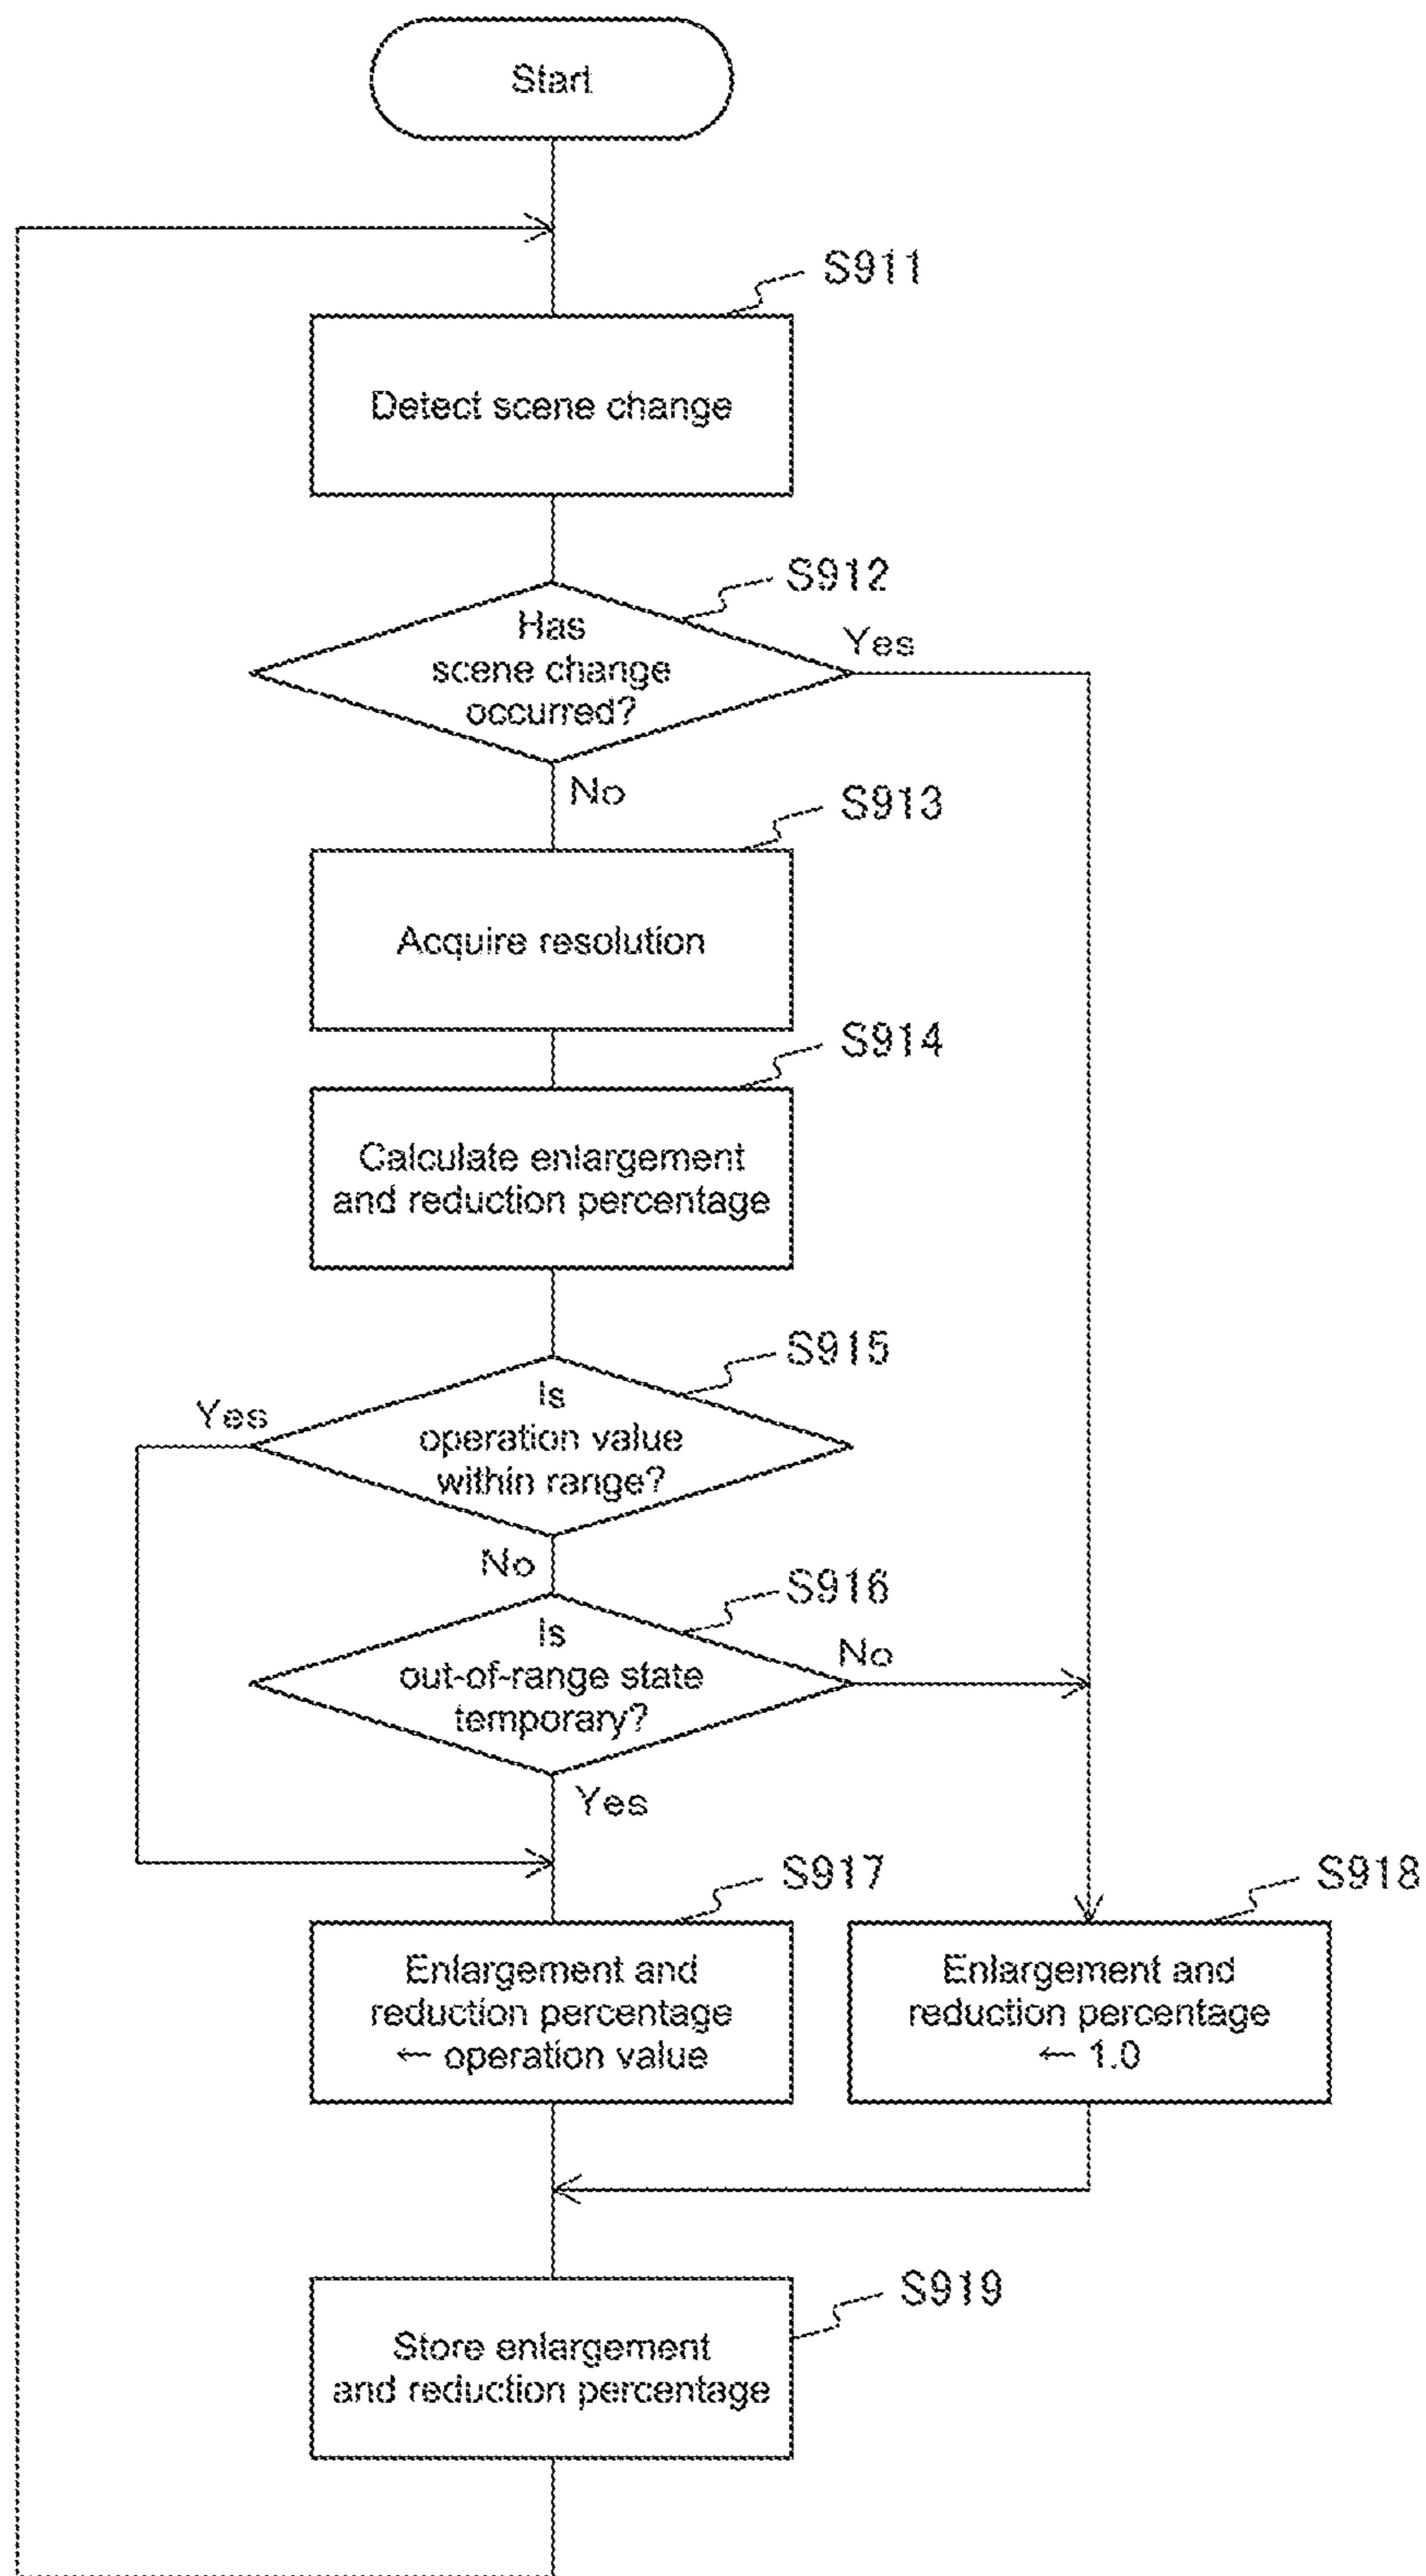 Start
S911
Detect scene change
S912
Has
scene change
occurred?
Yes
No
S913
Acquire resolution
S914
Calculate enlargement
and reduction percentage
S915
Is
operation value
within range?
Yes
No
S916
Is
out-of-range state
temporary?
No
Yes
S917
Enlargement and
reduction percentage
← operation value
S918
Enlargement and
reduction percentage
← 1.0
S919
Store enlargement
and reduction percentage